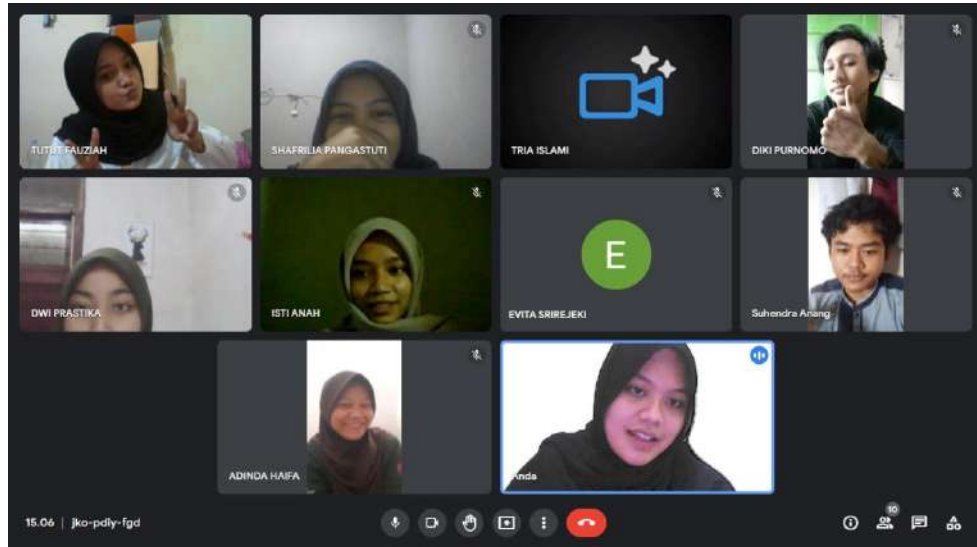 TUTUT FAUZIAH
SHAFRILIA PANGASTUTI
TRIA ISLAMI
DIKI PURNOMO
DWI PRASTIKA
ISTI ANAH
E
EVITA SRIREJEKI
Suhendra Anang
ADINDA HAIFA
Anda
15.06 | jko-pdiy-fgd
10